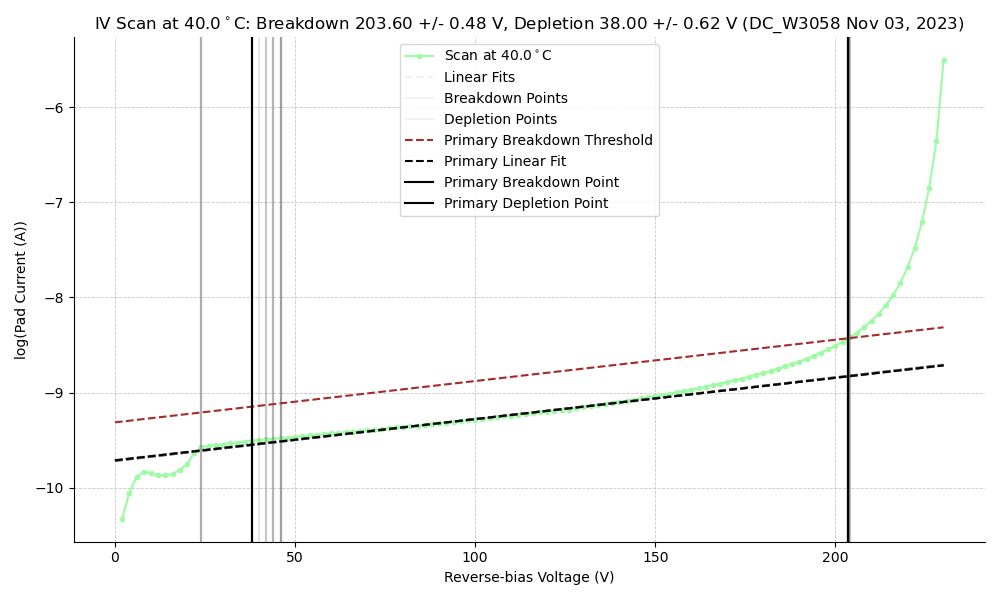 IV Scan at 40.0°C: Breakdown 203.60 +/- 0.48 V, Depletion 38.00 +/- 0.62 V (DC_W3058 Nov 03, 2023)
Scan at 40.0°C
Linear Fits
Breakdown Points
Depletion Points
Primary Breakdown Threshold
Primary Linear Fit
Primary Breakdown Point
Primary Depletion Point
log(Pad Current (A))
−6
−7
−8
−9
−10
0
50
100
150
200
Reverse-bias Voltage (V)